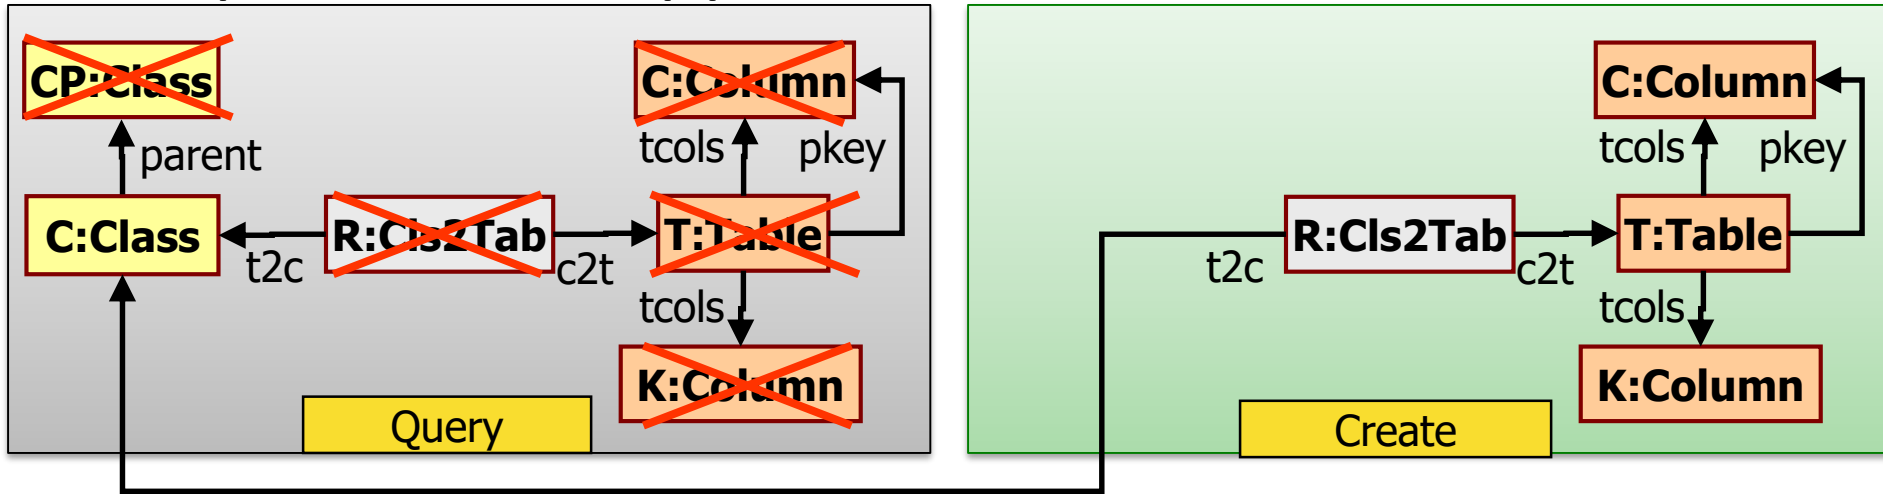 CP:Class
C:Column
parent
tcols
pkey
C:Class
R:Cls2Tab
T:Table
t2c
c2t
tcols
K:Column
Query
C:Column
tcols
pkey
R:Cls2Tab
T:Table
t2c
c2t
tcols
K:Column
Create